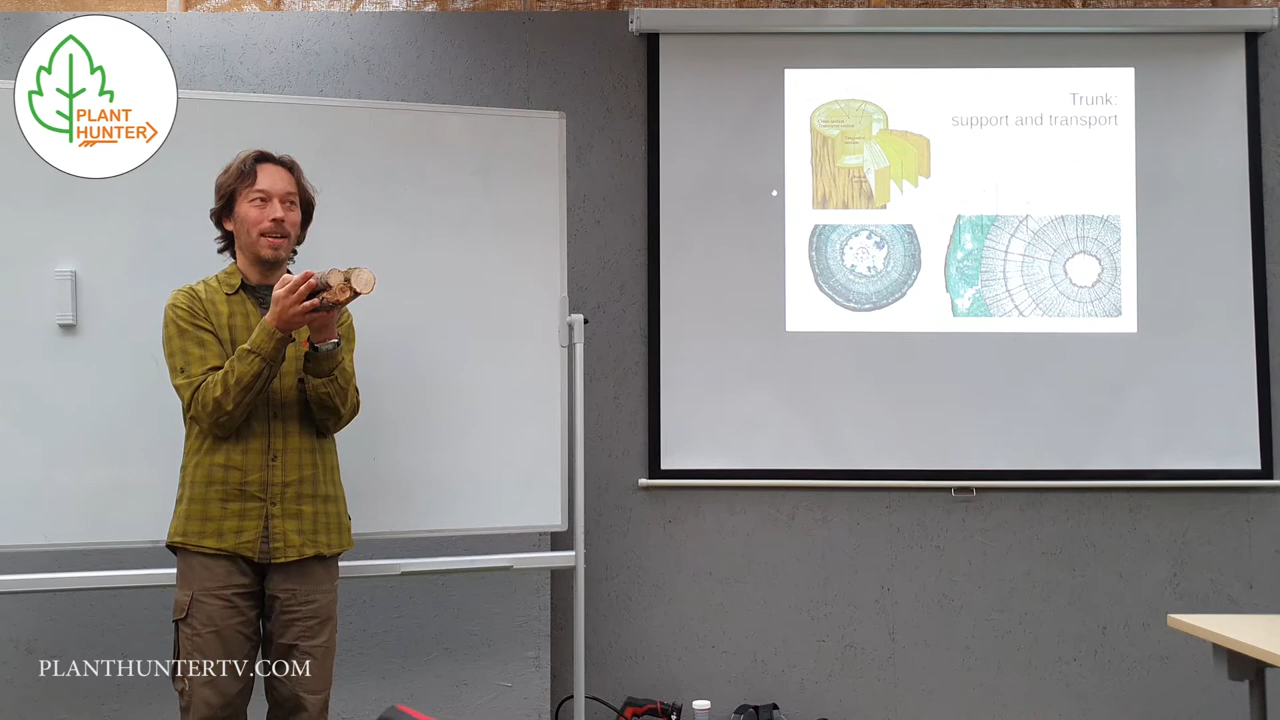 PLANT
HUNTER
Trunk:
support and transport
PLANTHUNTERTV.COM